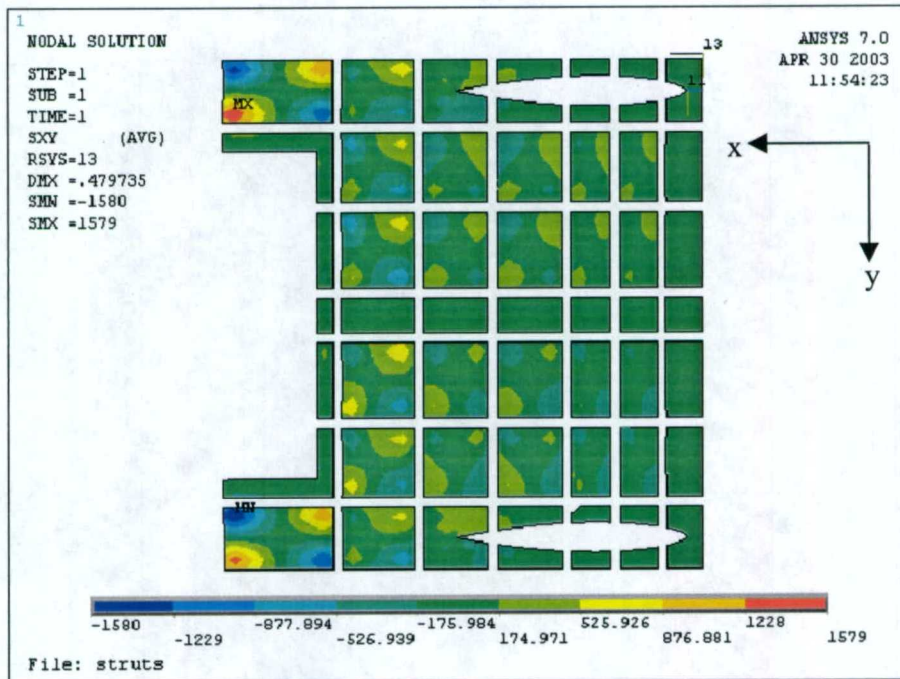 1
NODAL SOLUTION
STEP=1
SUB =1
TIME=1
SXY (AVG)
RSYS=13
DMX =.479735
SMN =-1580
SMX =1579
ANSYS 7.0
APR 30 2003
11:54:23
13
11
MX
x
y
MN
-1580 -877.894 -175.984 525.926 1228
-1229 -526.939 174.971 876.881 1579
File: struts